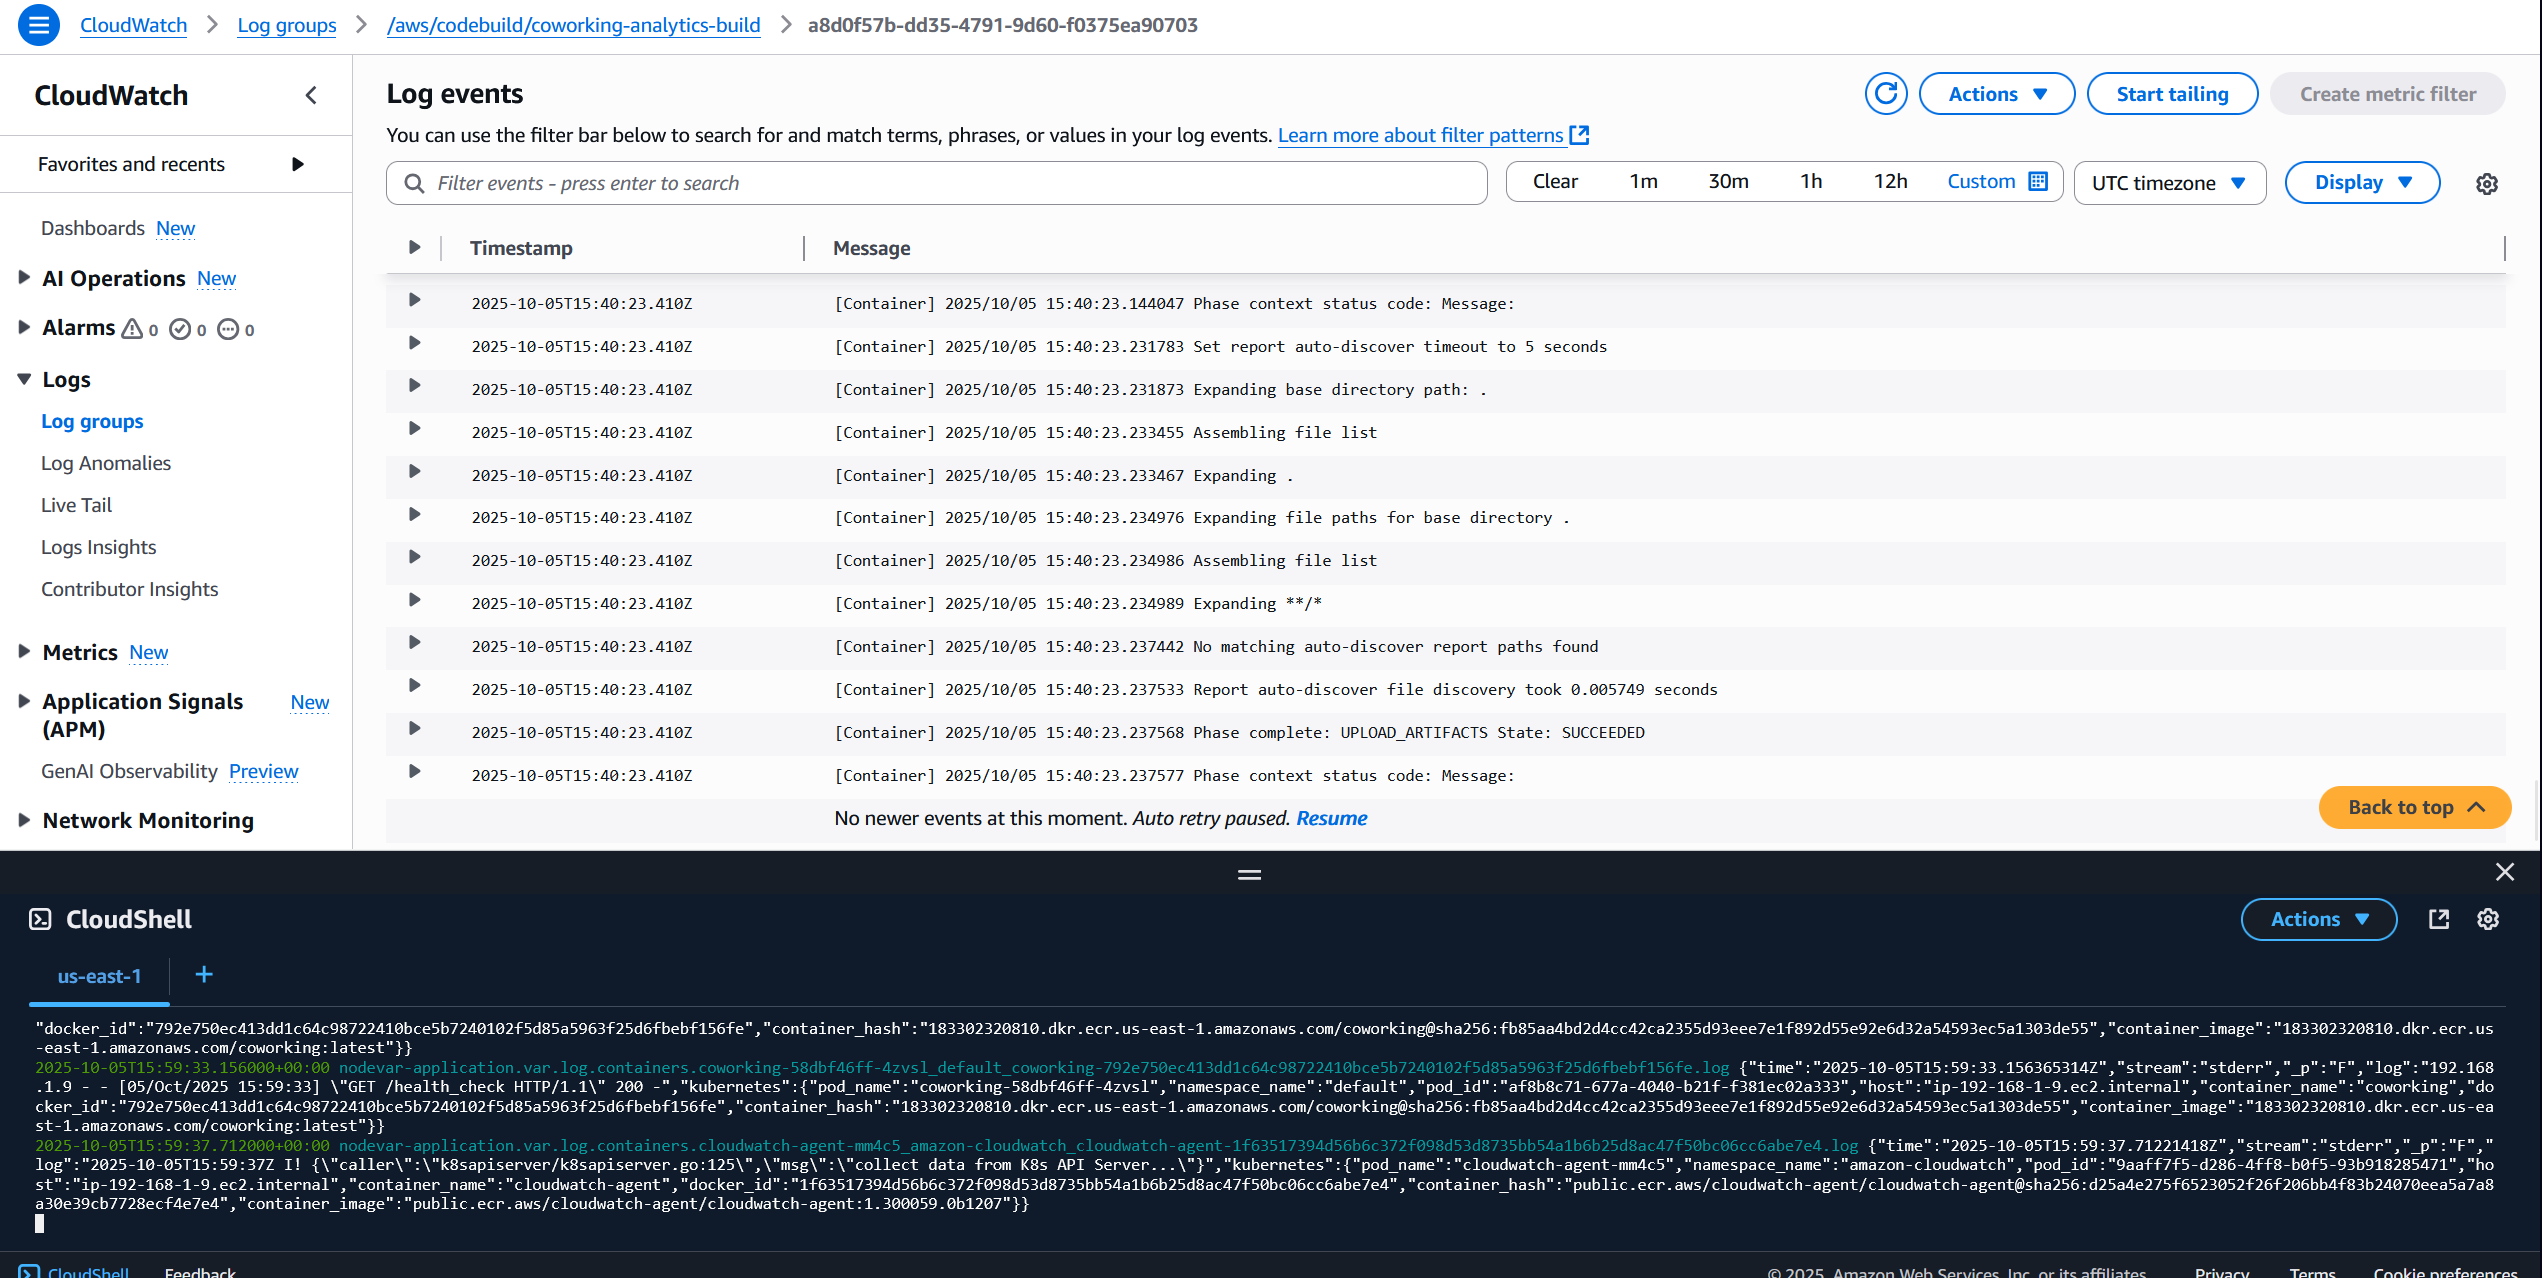 CloudWatch > Log groups > /aws/codebuild/coworking-analytics-build > a8d0f57b-dd35-4791-9d60-f0375ea90703
CloudWatch
Favorites and recents
Dashboards New
AI Operations New
Alarms 0 0 0
Logs
Log groups
Log Anomalies
Live Tail
Logs Insights
Contributor Insights
Metrics New
Application Signals (APM) New
GenAI Observability Preview
Network Monitoring
Log events
Actions
Start tailing
Create metric filter
You can use the filter bar below to search for and match terms, phrases, or values in your log events. Learn more about filter patterns
Filter events - press enter to search
Clear 1m 30m 1h 12h Custom
UTC timezone
Display
Timestamp Message
2025-10-05T15:40:23.410Z [Container] 2025/10/05 15:40:23.144047 Phase context status code: Message:
2025-10-05T15:40:23.410Z [Container] 2025/10/05 15:40:23.231783 Set report auto-discover timeout to 5 seconds
2025-10-05T15:40:23.410Z [Container] 2025/10/05 15:40:23.231873 Expanding base directory path: .
2025-10-05T15:40:23.410Z [Container] 2025/10/05 15:40:23.233455 Assembling file list
2025-10-05T15:40:23.410Z [Container] 2025/10/05 15:40:23.233467 Expanding .
2025-10-05T15:40:23.410Z [Container] 2025/10/05 15:40:23.234976 Expanding file paths for base directory .
2025-10-05T15:40:23.410Z [Container] 2025/10/05 15:40:23.234986 Assembling file list
2025-10-05T15:40:23.410Z [Container] 2025/10/05 15:40:23.234989 Expanding **/*
2025-10-05T15:40:23.410Z [Container] 2025/10/05 15:40:23.237442 No matching auto-discover report paths found
2025-10-05T15:40:23.410Z [Container] 2025/10/05 15:40:23.237533 Report auto-discover file discovery took 0.005749 seconds
2025-10-05T15:40:23.410Z [Container] 2025/10/05 15:40:23.237568 Phase complete: UPLOAD_ARTIFACTS State: SUCCEEDED
2025-10-05T15:40:23.410Z [Container] 2025/10/05 15:40:23.237577 Phase context status code: Message:
No newer events at this moment. Auto retry paused. Resume
Back to top
CloudShell
Actions
us-east-1 +
"docker_id":"792e750ec413dd1c64c98722410bce5b7240102f5d85a5963f25d6fbebf156fe","container_hash":"183302320810.dkr.ecr.us-east-1.amazonaws.com/coworking@sha256:fb85aa4bd2d4cc42ca2355d93eee7e1f892d55e92e6d32a54593ec5a1303de55","container_image":"183302320810.dkr.ecr.us
-east-1.amazonaws.com/coworking:latest"}}
2025-10-05T15:59:33.156000+00:00 nodevar-application.var.log.containers.coworking-58dbf46ff-4zvsl_default_coworking-792e750ec413dd1c64c98722410bce5b7240102f5d85a5963f25d6fbebf156fe.log {"time":"2025-10-05T15:59:33.156365314Z","stream":"stderr","_p":"F","log":"192.168
.1.9 - - [05/Oct/2025 15:59:33] \"GET /health_check HTTP/1.1\" 200 -","kubernetes":{"pod_name":"coworking-58dbf46ff-4zvsl","namespace_name":"default","pod_id":"af8b8c71-677a-4040-b21f-f381ec02a333","host":"ip-192-168-1-9.ec2.internal","container_name":"coworking","do
cker_id":"792e750ec413dd1c64c98722410bce5b7240102f5d85a5963f25d6fbebf156fe","container_hash":"183302320810.dkr.ecr.us-east-1.amazonaws.com/coworking@sha256:fb85aa4bd2d4cc42ca2355d93eee7e1f892d55e92e6d32a54593ec5a1303de55","container_image":"183302320810.dkr.ecr.us-ea
st-1.amazonaws.com/coworking:latest"}}
2025-10-05T15:59:37.712000+00:00 nodevar-application.var.log.containers.cloudwatch-agent-mm4c5_amazon-cloudwatch_cloudwatch-agent-1f63517394d56b6c372f098d53d8735bb54a1b6b25d8ac47f50bc06cc6abe7e4.log {"time":"2025-10-05T15:59:37.71221418Z","stream":"stderr","_p":"F","
log":"2025-10-05T15:59:37Z I! {\"caller\":\"k8sapiserver/k8sapiserver.go:125\",\"msg\":\"collect data from K8s API Server...\"}","kubernetes":{"pod_name":"cloudwatch-agent-mm4c5","namespace_name":"amazon-cloudwatch","pod_id":"9aaff7f5-d286-4ff8-b0f5-93b918285471","ho
st":"ip-192-168-1-9.ec2.internal","container_name":"cloudwatch-agent","docker_id":"1f63517394d56b6c372f098d53d8735bb54a1b6b25d8ac47f50bc06cc6abe7e4","container_hash":"public.ecr.aws/cloudwatch-agent/cloudwatch-agent@sha256:d25a4e275f6523052f26f206bb4f83b24070eea5a7a8
a30e39cb7728ecf4e7e4","container_image":"public.ecr.aws/cloudwatch-agent/cloudwatch-agent:1.300059.0b1207"}}
CloudShell Feedback © 2025, Amazon Web Services, Inc. or its affiliates. Privacy Terms Cookie preferences